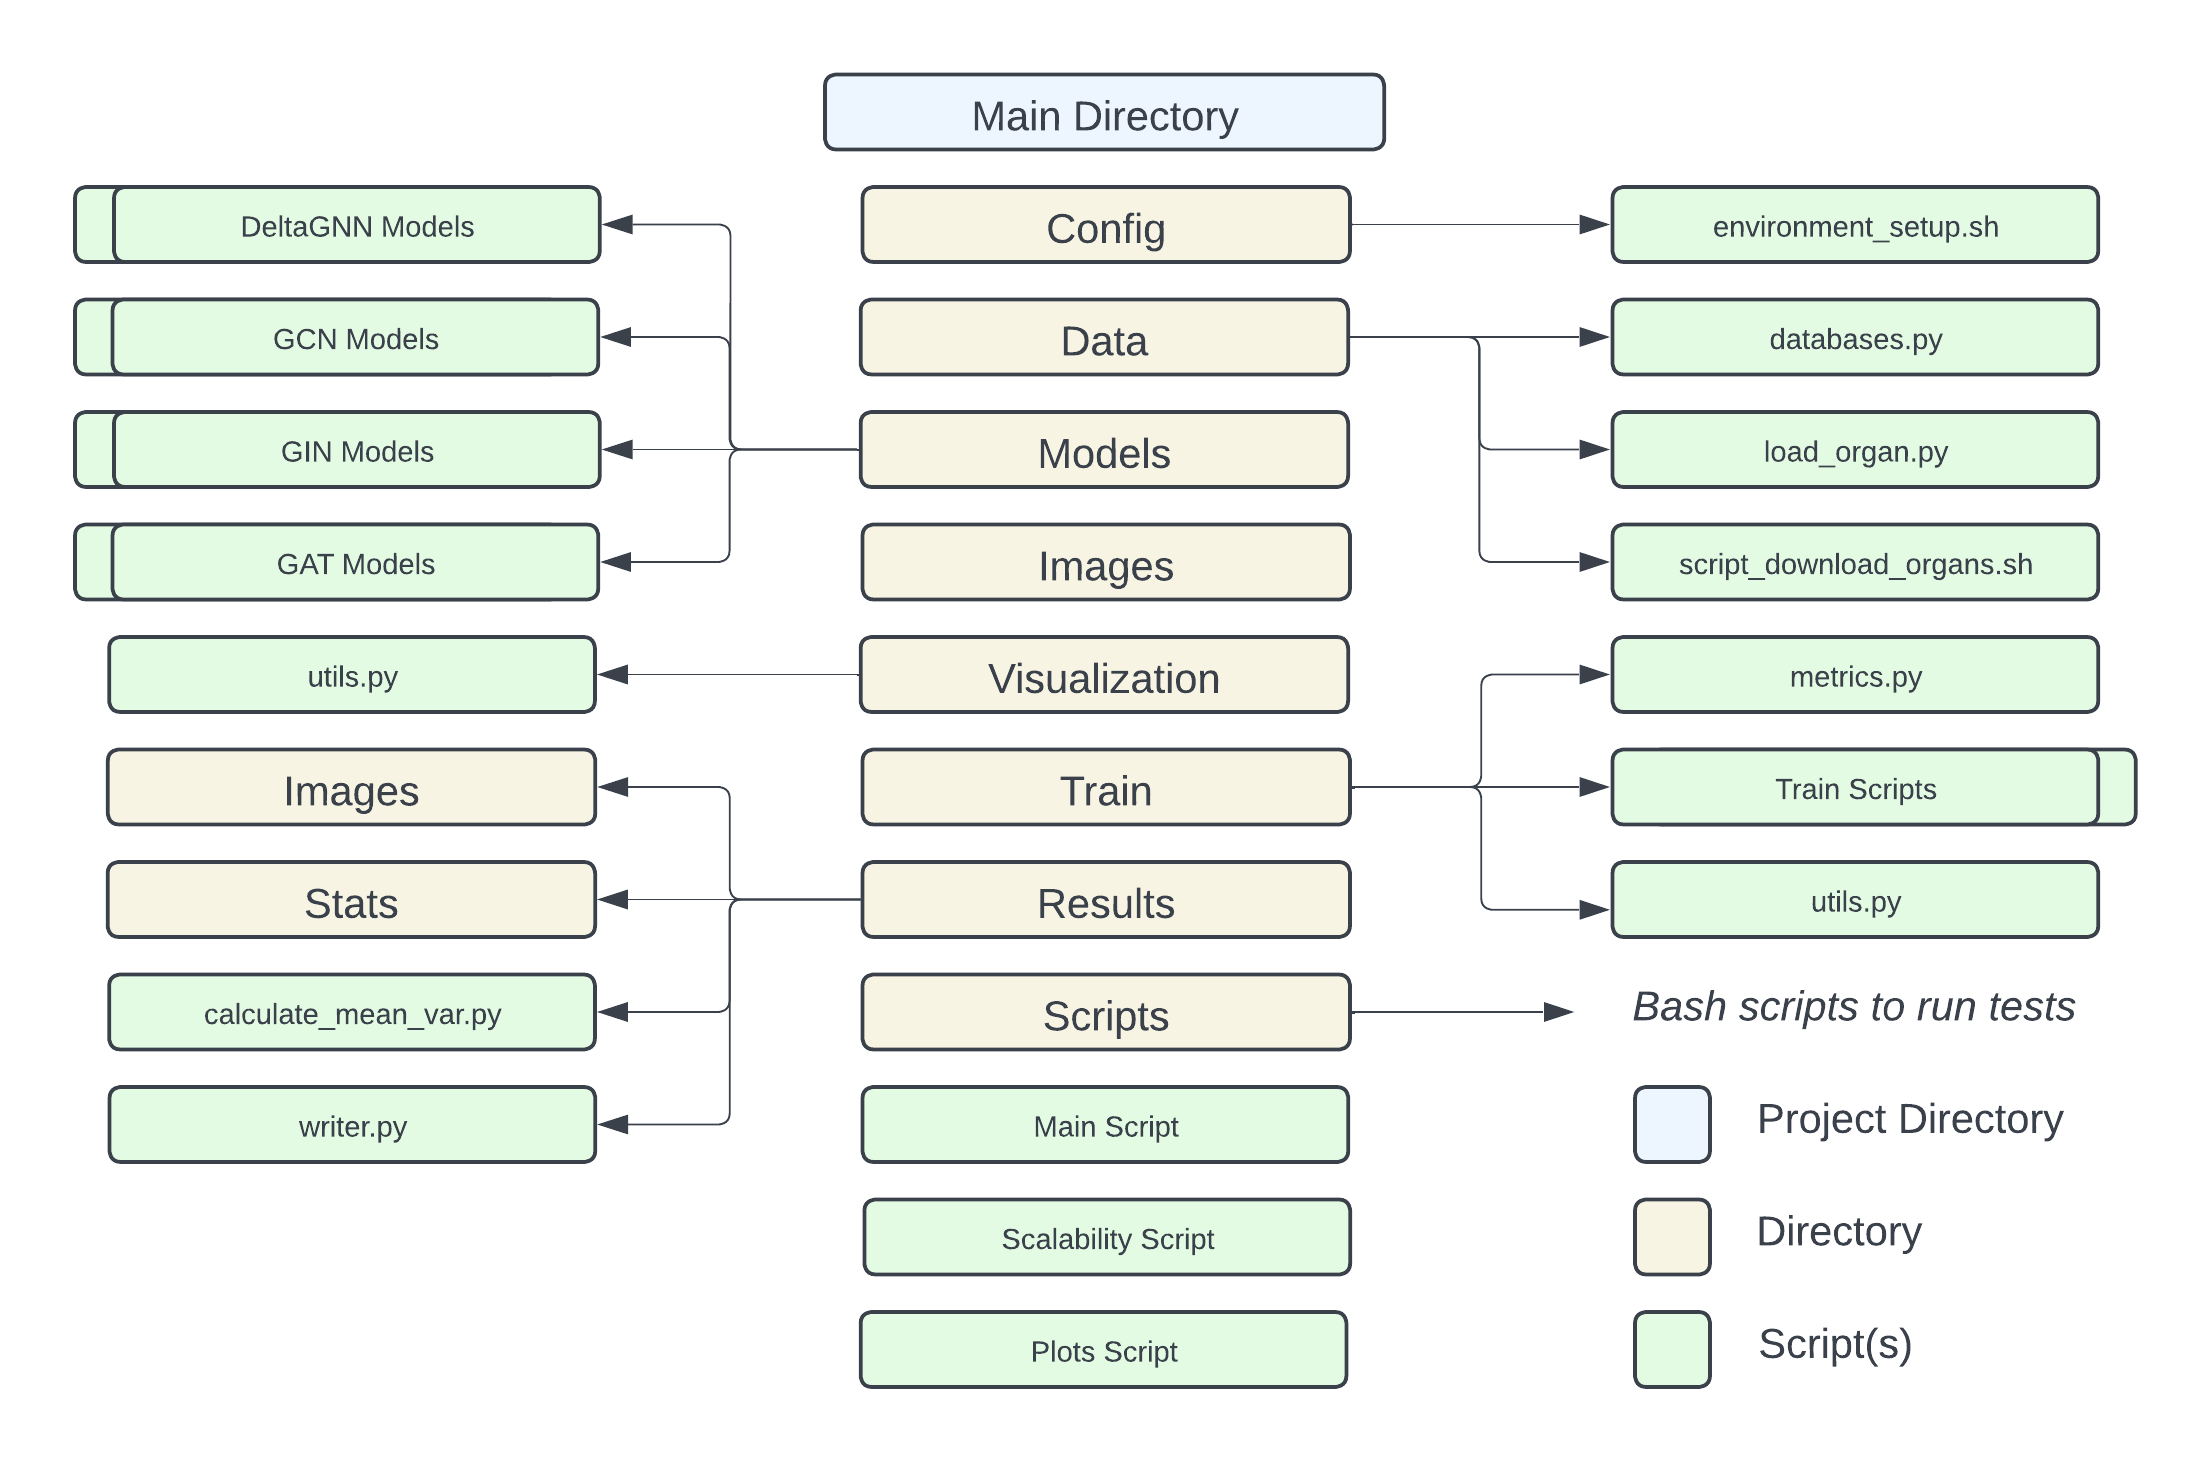 Main Directory
DeltaGNN Models
Config
environment_setup.sh
GCN Models
Data
databases.py
GIN Models
Models
load_organ.py
GAT Models
Images
script_download_organs.sh
utils.py
Visualization
metrics.py
Images
Train
Train Scripts
Stats
Results
utils.py
calculate_mean_var.py
Scripts
Bash scripts to run tests
writer.py
Main Script
Project Directory
Scalability Script
Directory
Plots Script
Script(s)